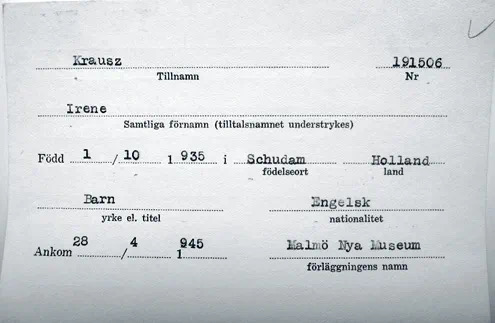 Krausz 191506
Tillnamn Nr
Irene
Samtliga förnamn (tilltalsnamnet understrykes)
Född 1 / 10 1 935 i Schudam Holland
födelseort land
Barn Engelsk
yrke el. titel nationalitet
Ankom 28 / 4 1 945 Malmö Nya Museum
förläggningens namn